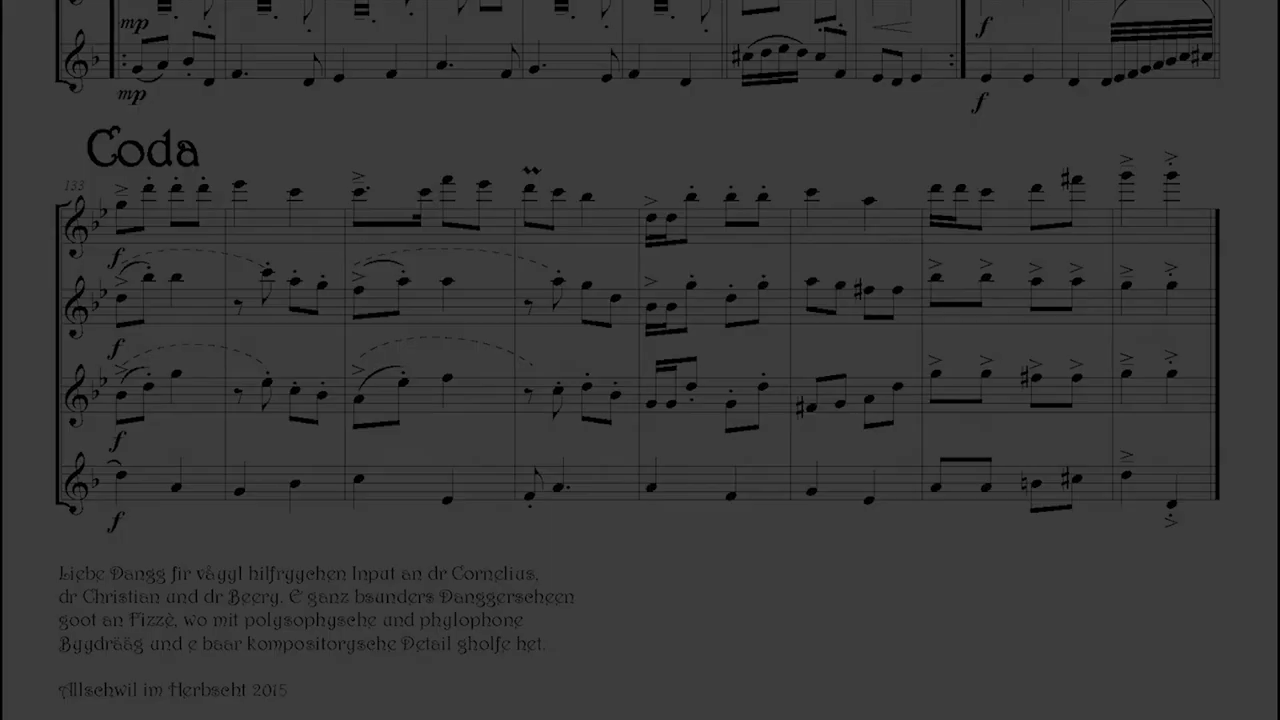 mp
mp
f
f
Coda
133
f
f
f
f
Liebe Dangg fir våygl hilfryychen Input an dr Cornelius,
dr Christian und dr Beery. E ganz bsunders Danggerscheen
goot an Fizzè, wo mit polysophysche und phylophone
Byydrääg und e baar kompositorysche Detail gholfe het.
Allschwil im Herbscht 2015